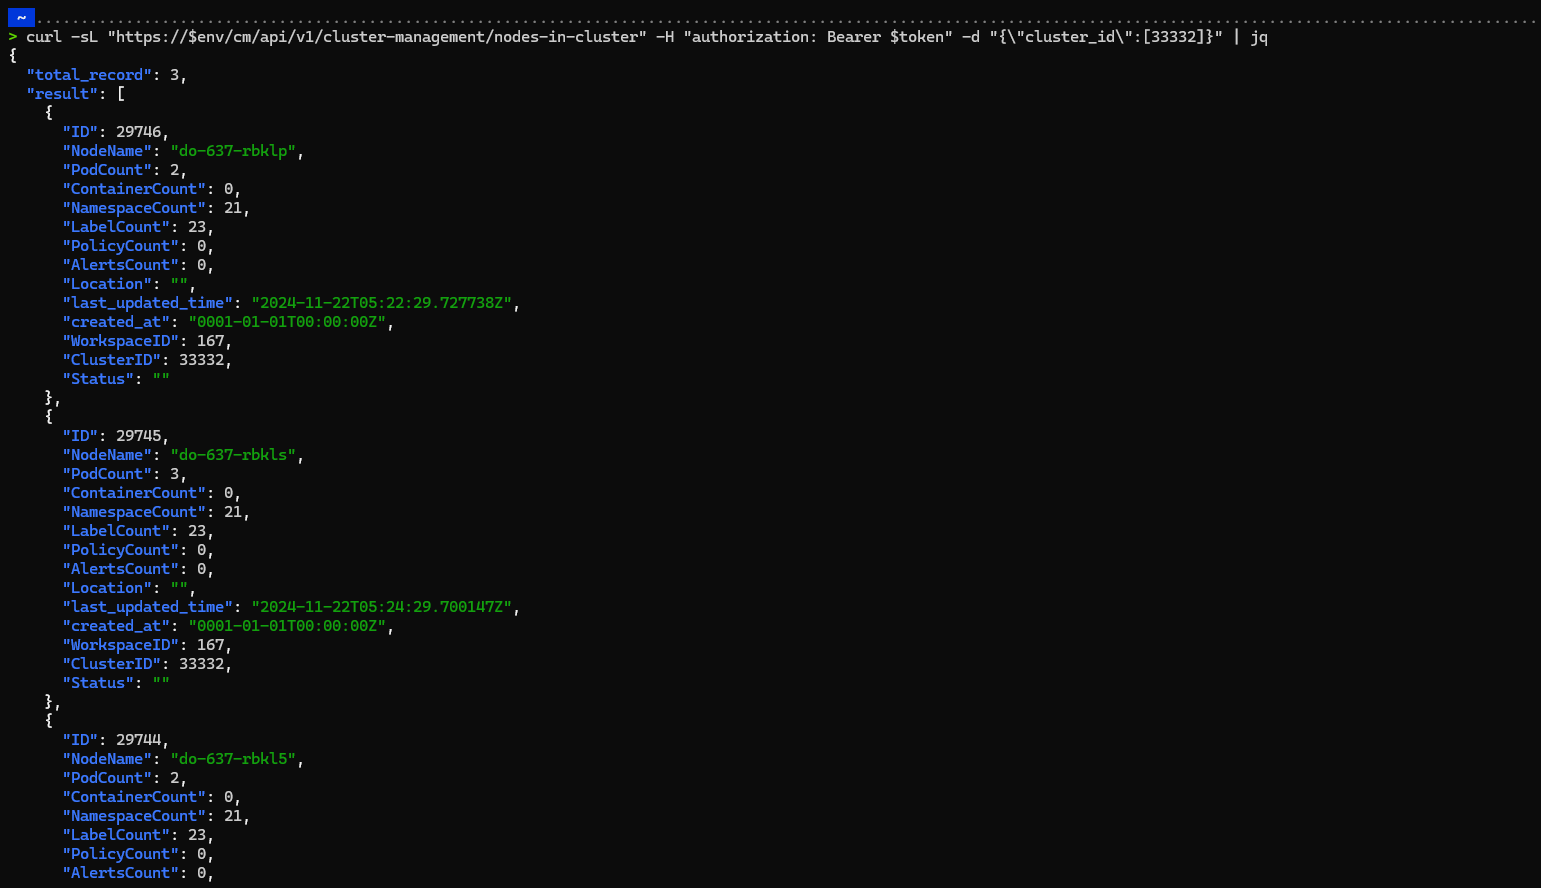 ~
> curl -sL "https://$env/cm/api/v1/cluster-management/nodes-in-cluster" -H "authorization: Bearer $token" -d "{\"cluster_id\":[33332]}" | jq
{
  "total_record": 3,
  "result": [
    {
      "ID": 29746,
      "NodeName": "do-637-rbklp",
      "PodCount": 2,
      "ContainerCount": 0,
      "NamespaceCount": 21,
      "LabelCount": 23,
      "PolicyCount": 0,
      "AlertsCount": 0,
      "Location": "",
      "last_updated_time": "2024-11-22T05:22:29.727738Z",
      "created_at": "0001-01-01T00:00:00Z",
      "WorkspaceID": 167,
      "ClusterID": 33332,
      "Status": ""
    },
    {
      "ID": 29745,
      "NodeName": "do-637-rbkls",
      "PodCount": 3,
      "ContainerCount": 0,
      "NamespaceCount": 21,
      "LabelCount": 23,
      "PolicyCount": 0,
      "AlertsCount": 0,
      "Location": "",
      "last_updated_time": "2024-11-22T05:24:29.700147Z",
      "created_at": "0001-01-01T00:00:00Z",
      "WorkspaceID": 167,
      "ClusterID": 33332,
      "Status": ""
    },
    {
      "ID": 29744,
      "NodeName": "do-637-rbkl5",
      "PodCount": 2,
      "ContainerCount": 0,
      "NamespaceCount": 21,
      "LabelCount": 23,
      "PolicyCount": 0,
      "AlertsCount": 0,